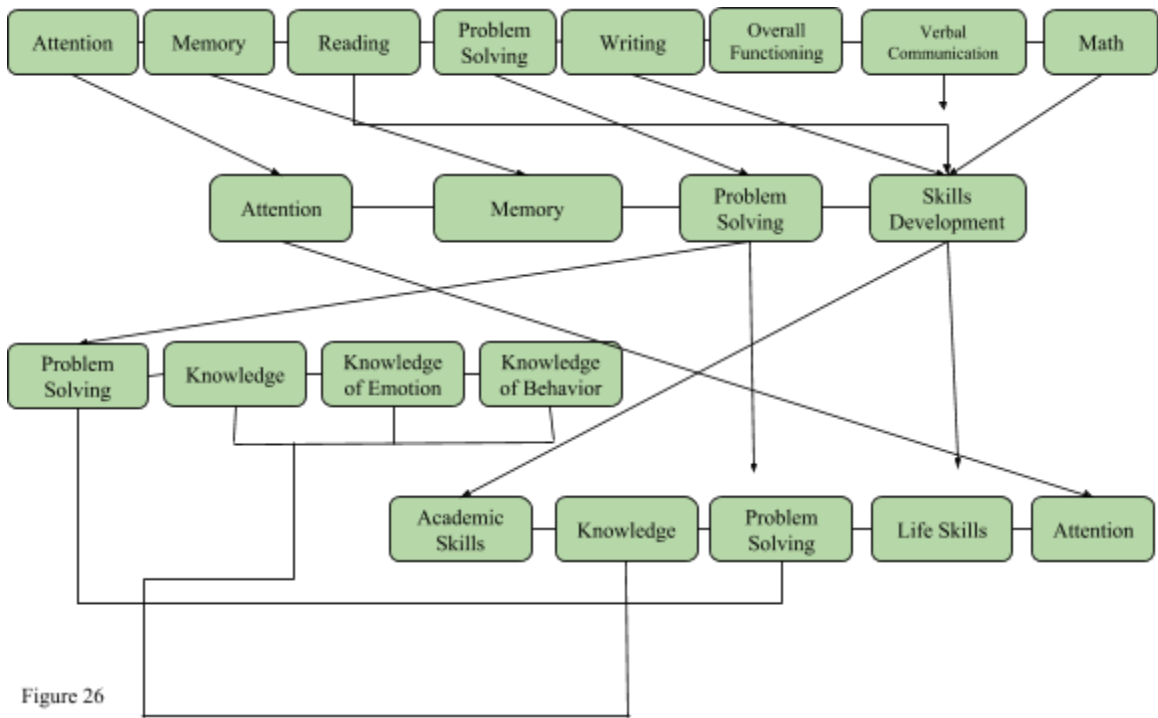 Attention
Memory
Reading
Problem
Solving
Writing
Overall
Functioning
Verbal
Communication
Math
Attention
Memory
Problem
Solving
Skills
Development
Problem
Solving
Knowledge
Knowledge
of Emotion
Knowledge
of Behavior
Academic
Skills
Knowledge
Problem
Solving
Life Skills
Attention
Figure 26